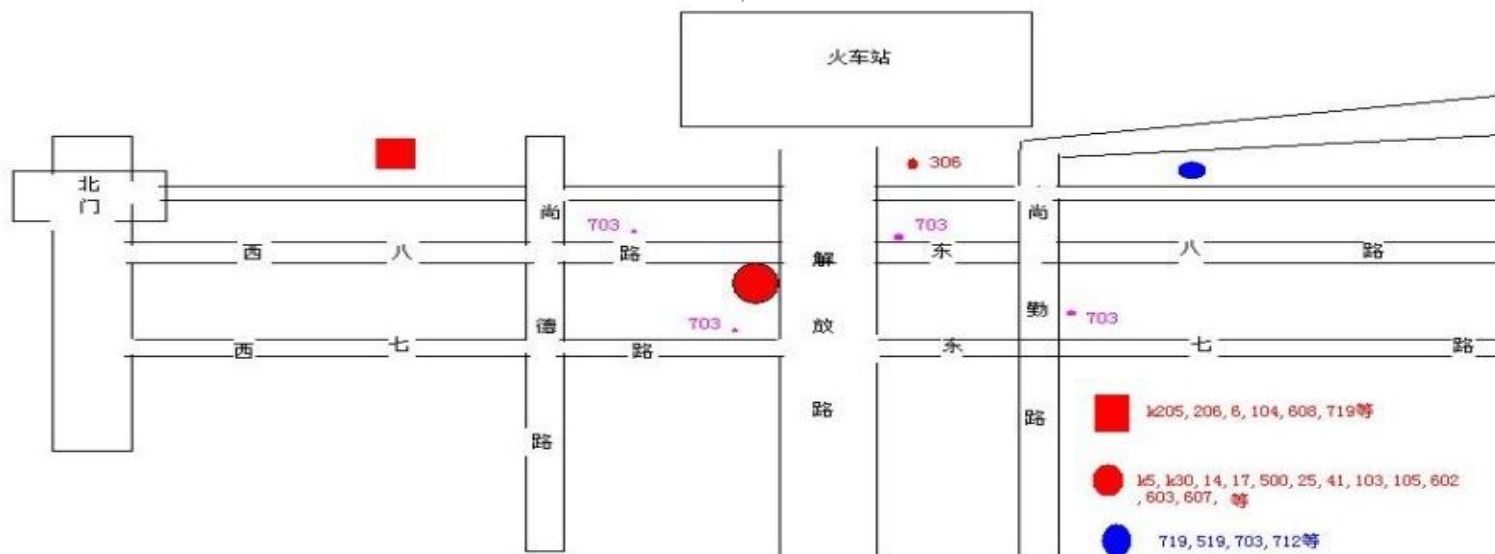 火车站
306
北门
尚德路
703
703
尚勤路
西八路
解放路
东八路
703
703
西七路
东七路
k205, 206, 6, 104, 608, 719等
k5, k30, 14, 17, 500, 25, 41, 103, 105, 602
, 603, 607, 等
719, 519, 703, 712等